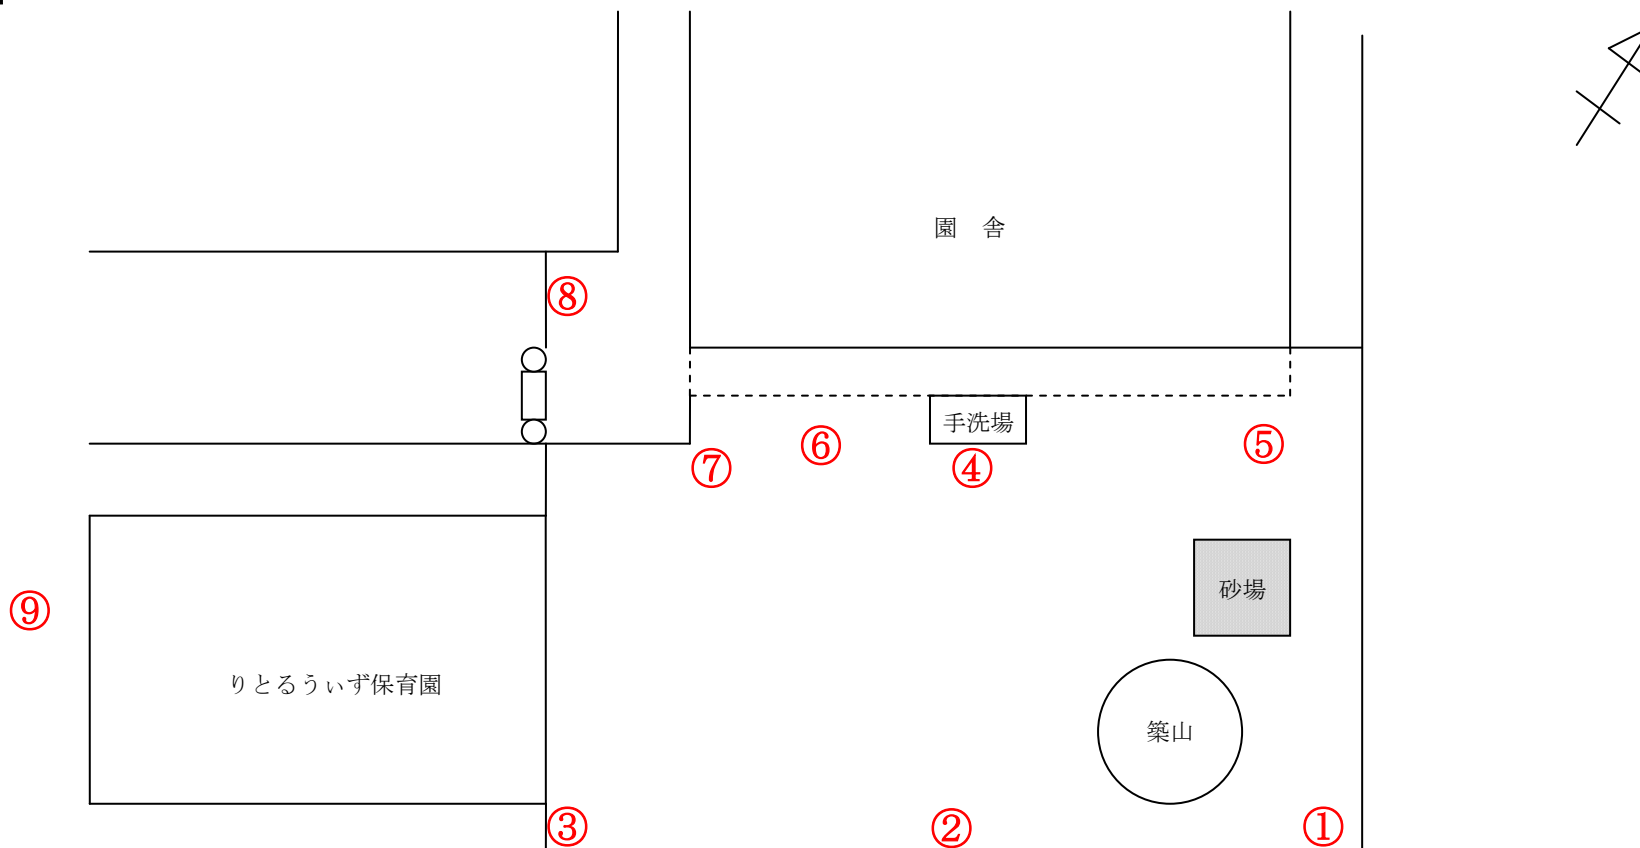 園　舎
⑧
手洗場
⑥
⑤
⑦
④
砂場
⑨
りとるうぃず保育園
築山
③
②
①